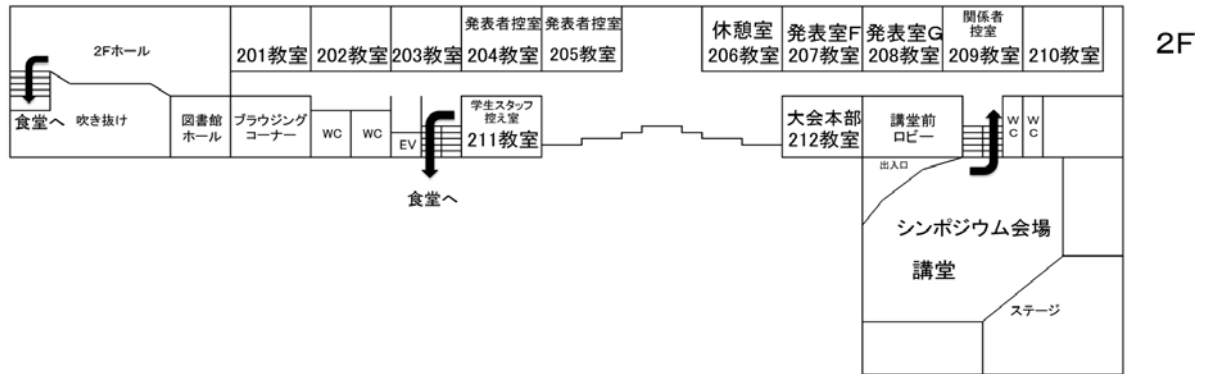 2Fホール
201教室
202教室
203教室
発表者控室
204教室
発表者控室
205教室
休憩室
206教室
発表室F
207教室
発表室G
208教室
関係者
控室
209教室
210教室
2F
食堂へ
吹き抜け
図書館
ホール
ブラウジング
コーナー
WC
WC
EV
学生スタッフ
控え室
211教室
食堂へ
大会本部
212教室
講堂前
ロビー
WC
WC
出入口
シンポジウム会場
講堂
ステージ